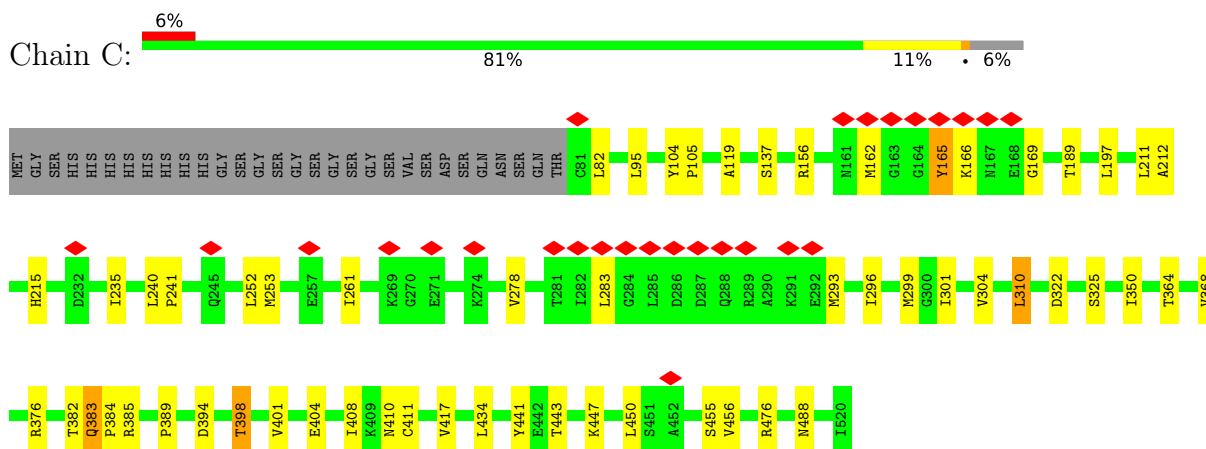 6%
Chain C:
81% 11% • 6%
MET GLY SER HIS HIS HIS HIS HIS HIS HIS HIS GLY SER GLY SER GLY SER GLY SER GLY SER VAL SER ASP SER GLN ASN SER GLN THR C81 L82 L95 Y104 P105 A119 S137 R156 N161 M162 G163 G164 Y165 K166 N167 E168 G169 T189 L197 L211 A212
H215 D232 I235 L240 P241 Q245 L252 M253 E257 I261 K269 G270 E271 K274 V278 T281 I282 L283 G284 L285 D286 D287 Q288 R289 A290 K291 E292 M293 I296 M299 G300 I301 V304 L310 D322 S325 I350 T364 V368
R376 T382 Q383 P384 R385 P389 D394 T398 V401 E404 I408 K409 N410 C411 V417 L434 Y441 E442 T443 K447 L450 S451 A452 S455 V456 R476 N488 I520